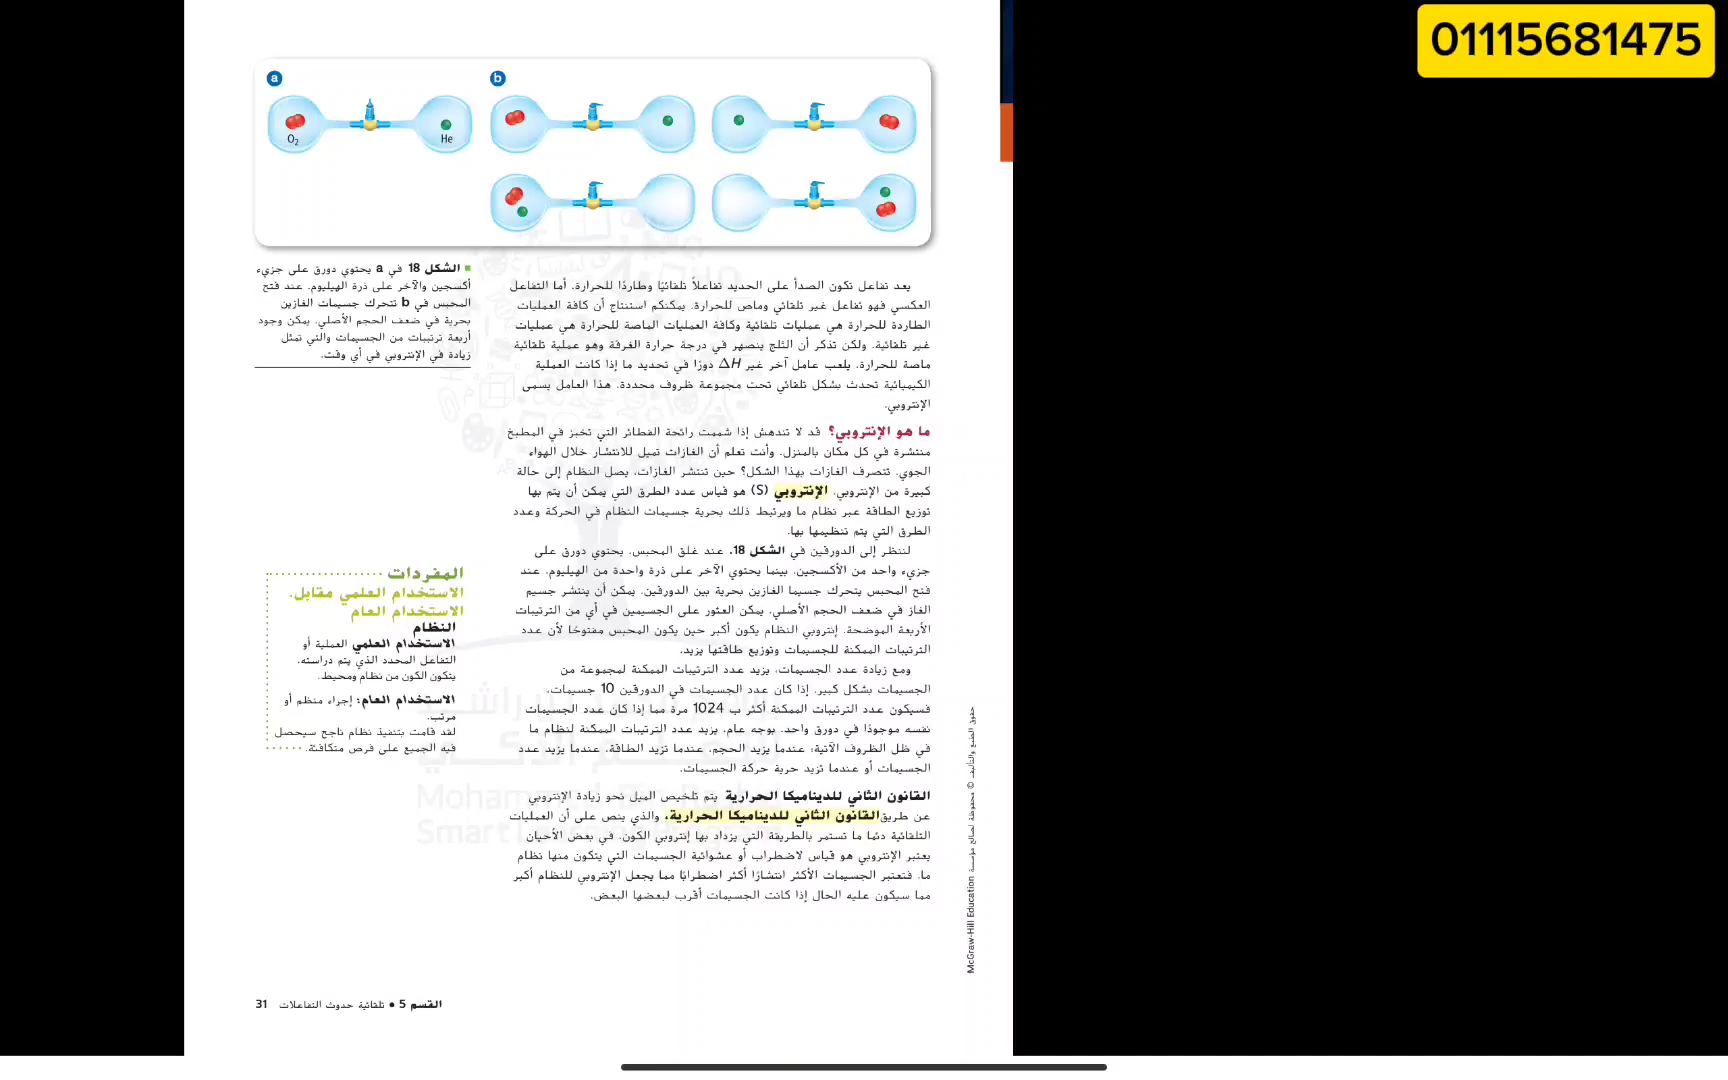 01115681475
a
b
O2
He
■ الشكل 18 في a يحتوي دورق على جزيء
أكسجين والآخر على ذرة الهيليوم. عند فتح
المحبس في b تتحرك جسيمات الغازين
بحرية في ضعف الحجم الأصلي. يمكن وجود
أربعة ترتيبات من الجسيمات والتي تمثل
زيادة في الإنتروبي في أي وقت.
يعد تفاعل تكون الصدأ على الحديد تفاعلاً تلقائيًا وطاردًا للحرارة. أما التفاعل
العكسي فهو تفاعل غير تلقائي وماص للحرارة. يمكنكم استنتاج أن كافة العمليات
الطاردة للحرارة هي عمليات تلقائية وكافة العمليات الماصة للحرارة هي عمليات
غير تلقائية. ولكن تذكر أن الثلج ينصهر في درجة حرارة الغرفة وهو عملية تلقائية
ماصة للحرارة. يلعب عامل آخر غير ΔH دورًا في تحديد ما إذا كانت العملية
الكيميائية تحدث بشكل تلقائي تحت مجموعة ظروف محددة. هذا العامل يسمى
الإنتروبي.
ما هو الإنتروبي؟ قد لا تندهش إذا شممت رائحة الفطائر التي تخبز في المطبخ
منتشرة في كل مكان بالمنزل. وأنت تعلم أن الغازات تميل للانتشار خلال الهواء
الجوي. تتصرف الغازات بهذا الشكل؟ حين تنتشر الغازات، يصل النظام إلى حالة
كبيرة من الإنتروبي. الإنتروبي (S) هو قياس عدد الطرق التي يمكن أن يتم بها
توزيع الطاقة عبر نظام ما ويرتبط ذلك بحرية جسيمات النظام في الحركة وعدد
الطرق التي يتم تنظيمها بها.
لننظر إلى الدورقين في الشكل 18. عند غلق المحبس. يحتوي دورق على
جزيء واحد من الأكسجين. بينما يحتوي الآخر على ذرة واحدة من الهيليوم. عند
فتح المحبس يتحرك جسيما الغازين بحرية بين الدورقين. يمكن أن ينتشر جسيم
الغاز في ضعف الحجم الأصلي. يمكن العثور على الجسيمين في أي من الترتيبات
الأربعة الموضحة. إنتروبي النظام يكون أكبر حين يكون المحبس مفتوحًا لأن عدد
الترتيبات الممكنة للجسيمات وتوزيع طاقتها يزيد.
ومع زيادة عدد الجسيمات، يزيد عدد الترتيبات الممكنة لمجموعة من
الجسيمات بشكل كبير. إذا كان عدد الجسيمات في الدورقين 10 جسيمات،
فسيكون عدد الترتيبات الممكنة أكثر ب 1024 مرة مما إذا كان عدد الجسيمات
نفسه موجودًا في دورق واحد. بوجه عام، يزيد عدد الترتيبات الممكنة لنظام ما
في ظل الظروف الآتية: عندما يزيد الحجم، عندما تزيد الطاقة، عندما يزيد عدد
الجسيمات أو عندما تزيد حرية حركة الجسيمات.
القانون الثاني للديناميكا الحرارية يتم تلخيص الميل نحو زيادة الإنتروبي
عن طريق القانون الثاني للديناميكا الحرارية، والذي ينص على أن العمليات
التلقائية دئما ما تستمر بالطريقة التي يزداد بها إنتروبي الكون. في بعض الأحيان
يعتبر الإنتروبي هو قياس لاضطراب أو عشوائية الجسيمات التي يتكون منها نظام
ما. فتعتبر الجسيمات الأكثر انتشارًا أكثر اضطرابًا مما يجعل الإنتروبي للنظام أكبر
مما سيكون عليه الحال إذا كانت الجسيمات أقرب لبعضها البعض.
المفردات
الاستخدام العلمي مقابل.
الاستخدام العام
النظام
الاستخدام العلمي العملية أو
التفاعل المحدد الذي يتم دراسته.
يتكون الكون من نظام ومحيط.
الاستخدام العام: إجراء منظم أو
مرتب.
لقد قامت بتنفيذ نظام ناجح سيحصل
فيه الجميع على فرص متكافئة.
Mohammed Bin Rashid
Smart Learning Program
حقوق الطبع والتأليف © محفوظة لصالح مؤسسة McGraw-Hill Education
القسم 5 • تلقائية حدوث التفاعلات 31